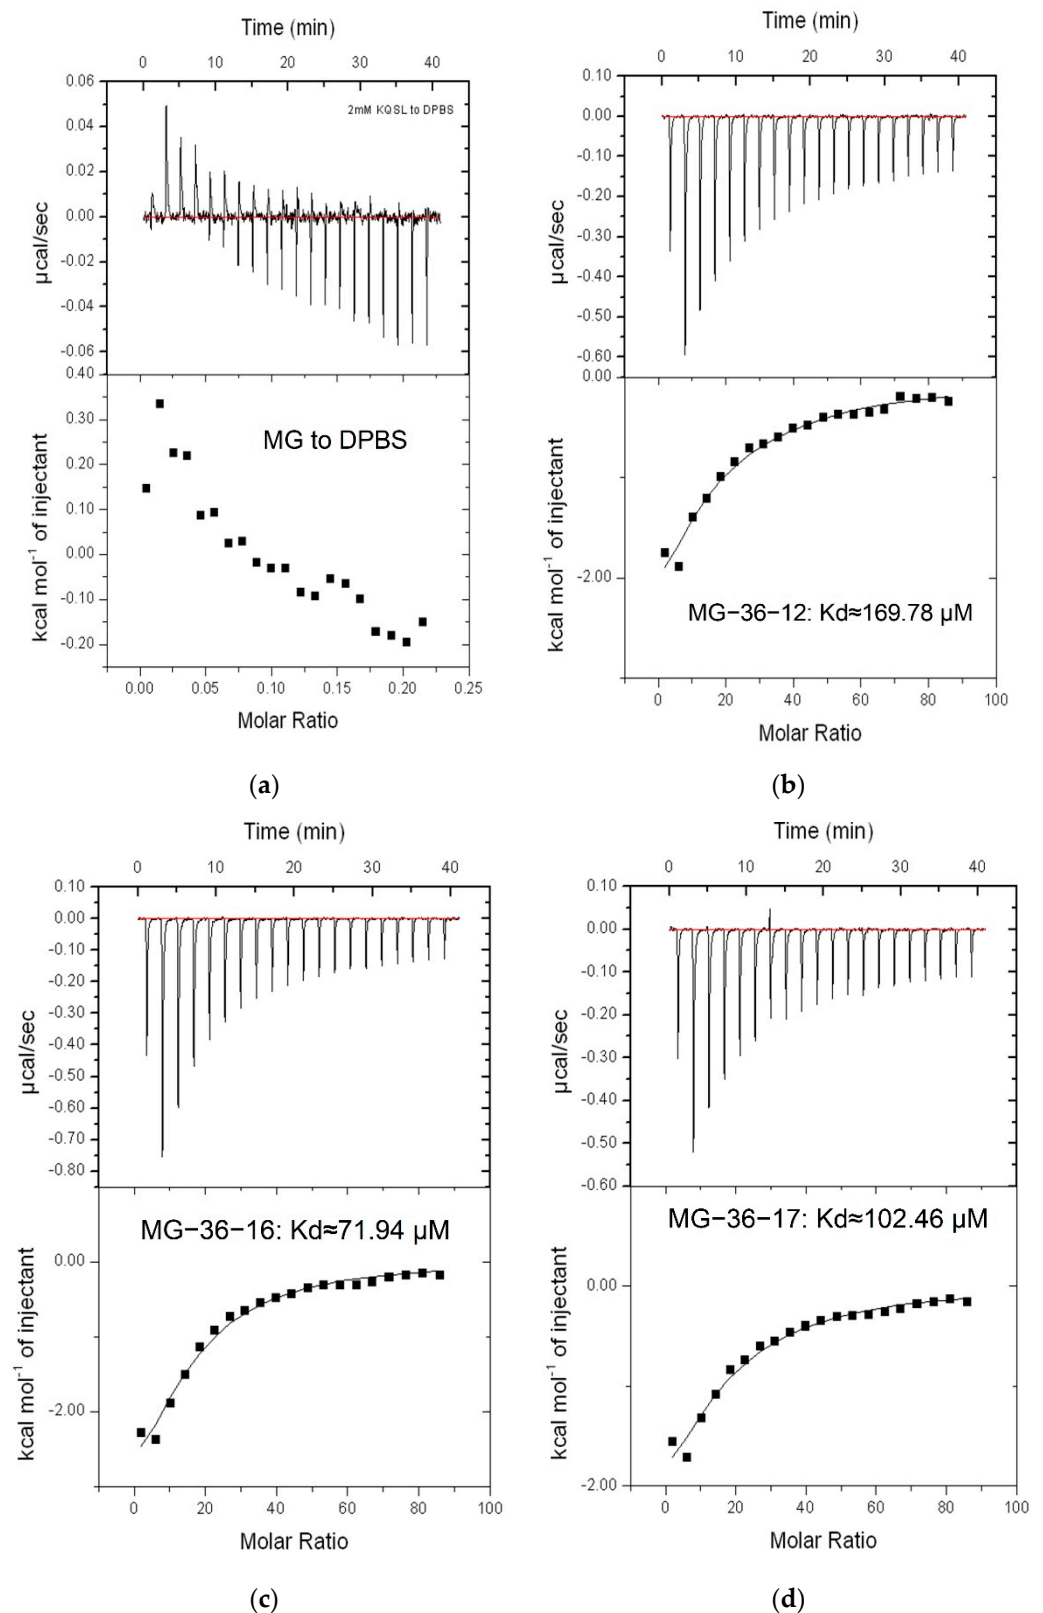 Time (min)
0 10 20 30 40
0.06
0.04
0.02
0.00
-0.02
-0.04
-0.06
µcal/sec
2mM KQSL to DPBS
0.40
0.30
0.20
0.10
0.00
-0.10
-0.20
kcal mol⁻¹ of injectant
MG to DPBS
0.00 0.05 0.10 0.15 0.20 0.25
Molar Ratio
(a)
Time (min)
0 10 20 30 40
0.10
0.00
-0.10
-0.20
-0.30
-0.40
-0.50
-0.60
µcal/sec
0.00
-2.00
kcal mol⁻¹ of injectant
MG−36−12: Kd≈169.78 µM
0 20 40 60 80 100
Molar Ratio
(b)
Time (min)
0 10 20 30 40
0.10
0.00
-0.10
-0.20
-0.30
-0.40
-0.50
-0.60
-0.70
-0.80
µcal/sec
MG−36−16: Kd≈71.94 µM
0.00
-2.00
kcal mol⁻¹ of injectant
0 20 40 60 80 100
Molar Ratio
(c)
Time (min)
0 10 20 30 40
0.10
0.00
-0.10
-0.20
-0.30
-0.40
-0.50
-0.60
µcal/sec
MG−36−17: Kd≈102.46 µM
0.00
-2.00
kcal mol⁻¹ of injectant
0 20 40 60 80 100
Molar Ratio
(d)